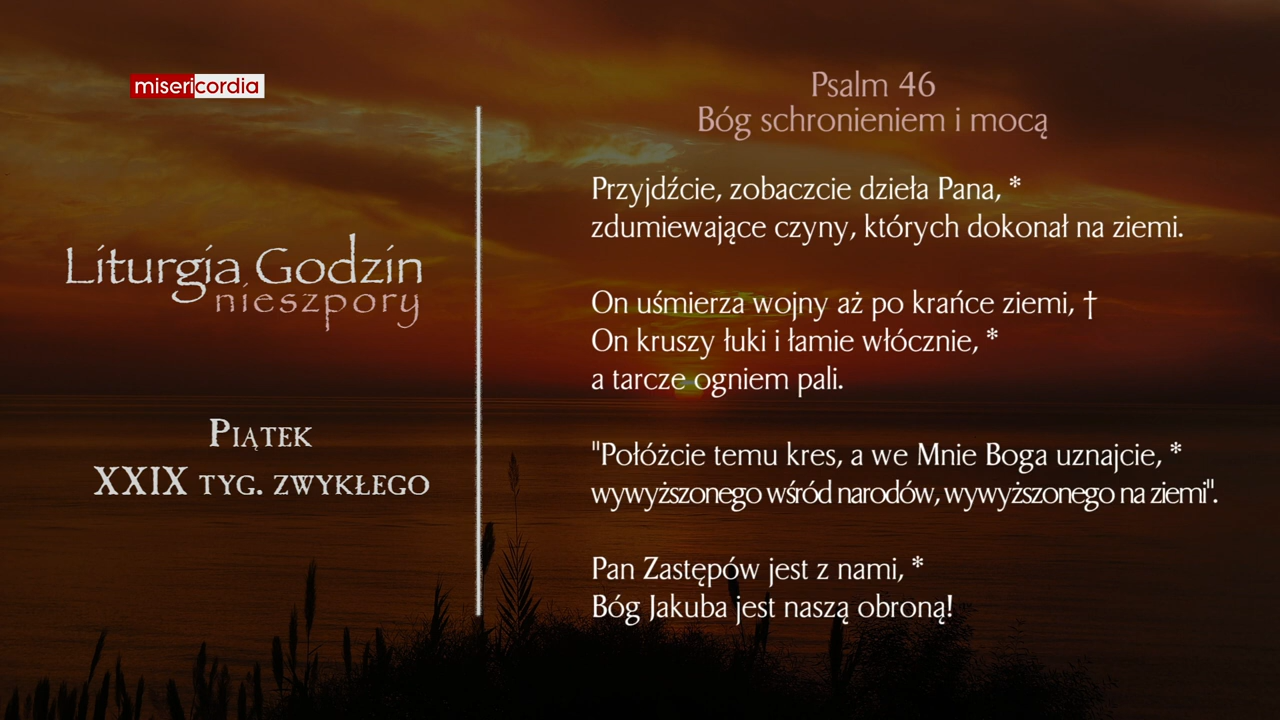 misericordia
Liturgia Godzin
nieszpory
Piątek
XXIX tyg. zwykłego
Psalm 46
Bóg schronieniem i mocą
Przyjdźcie, zobaczcie dzieła Pana, *
zdumiewające czyny, których dokonał na ziemi.
On uśmierza wojny aż po krańce ziemi, †
On kruszy łuki i łamie włócznie, *
a tarcze ogniem pali.
"Połóżcie temu kres, a we Mnie Boga uznajcie, *
wywyższonego wśród narodów, wywyższonego na ziemi".
Pan Zastępów jest z nami, *
Bóg Jakuba jest naszą obroną!